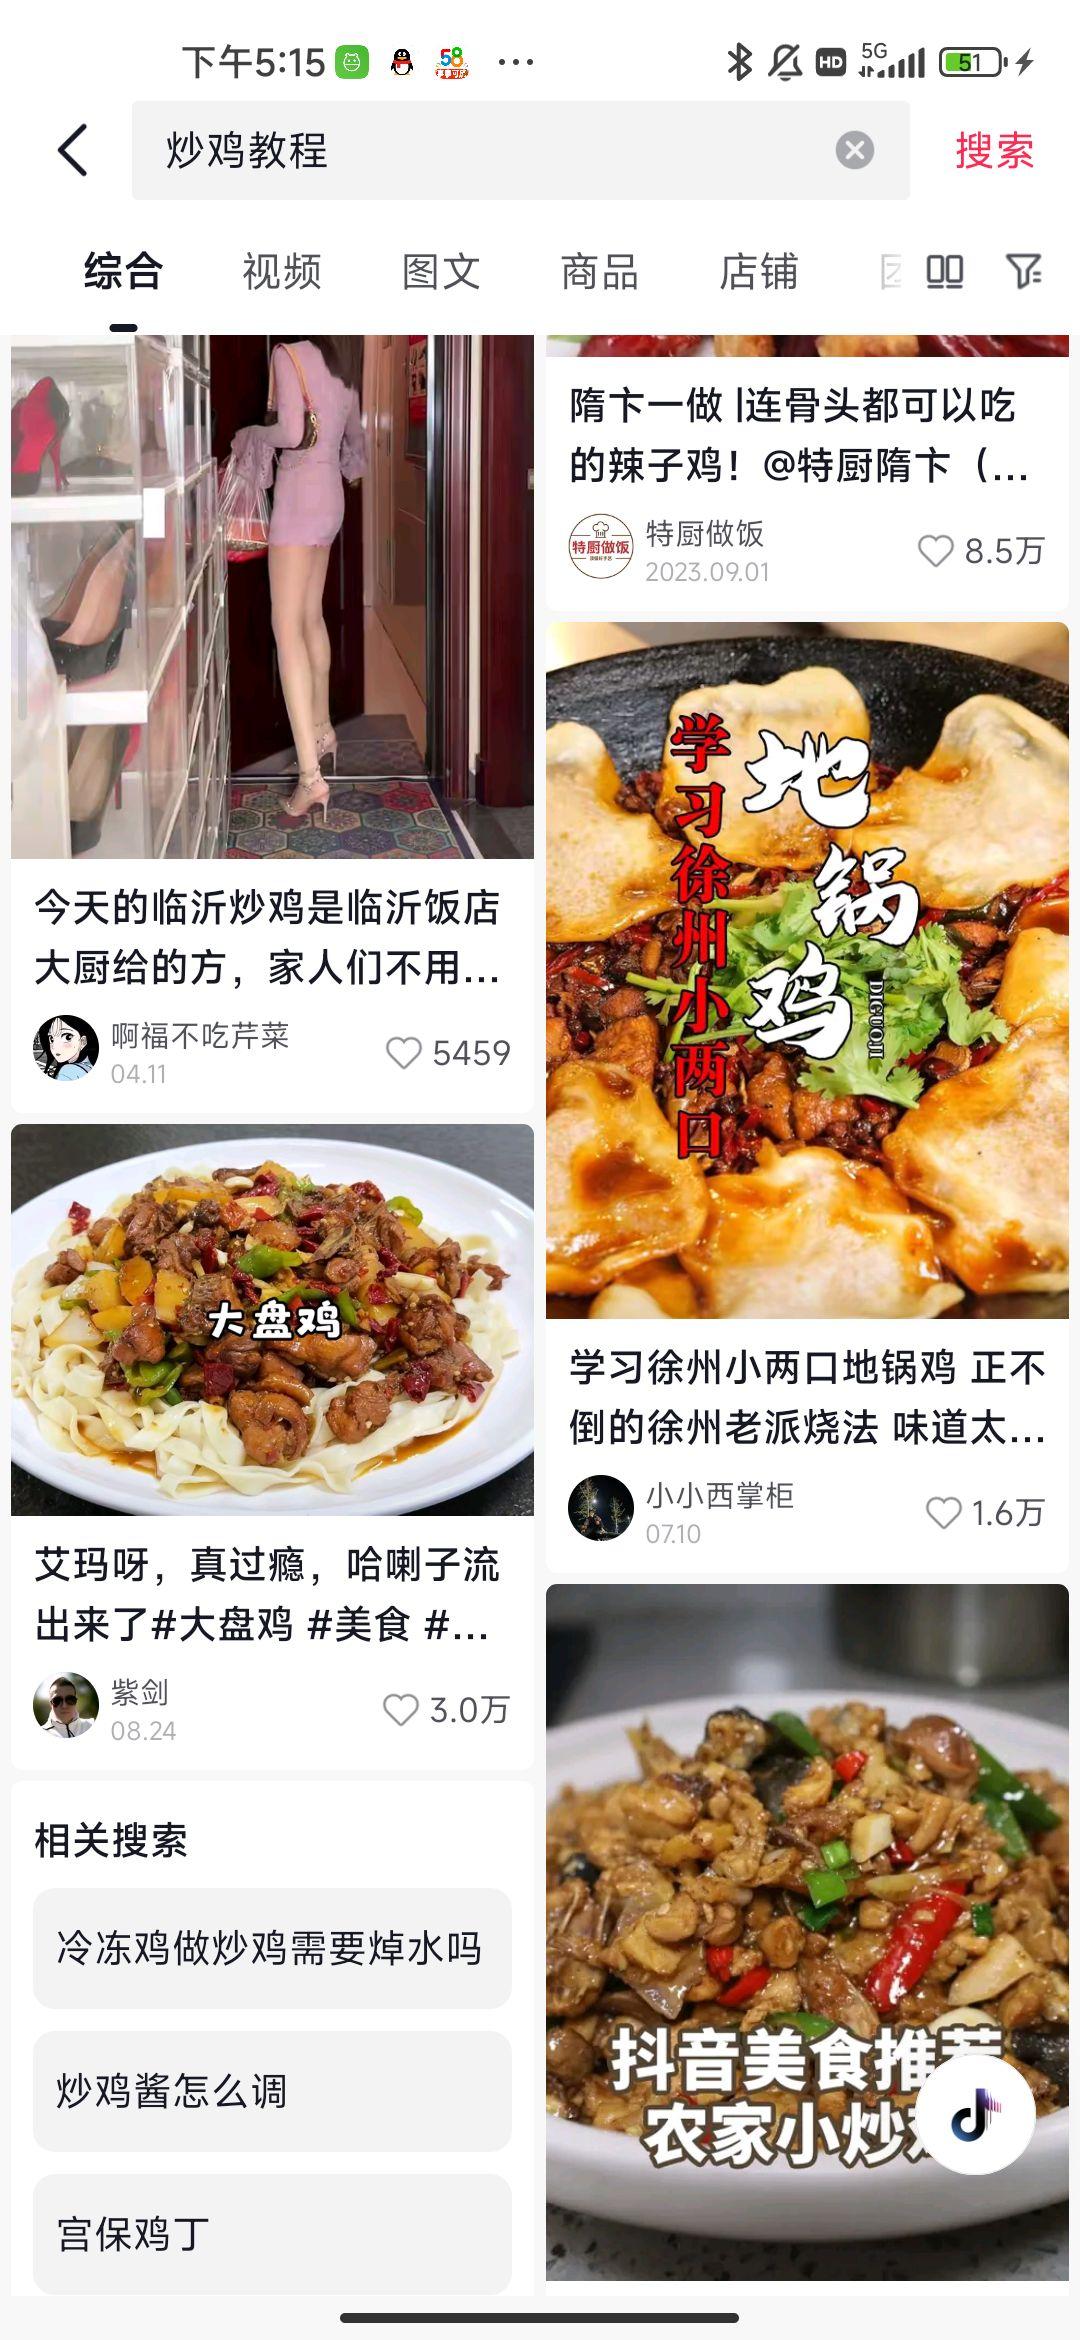 下午5:15
58
HD
5G
51
炒鸡教程
搜索
综合
视频
图文
商品
店铺
今天的临沂炒鸡是临沂饭店
大厨给的方，家人们不用...
啊福不吃芹菜
04.11
5459
大盘鸡
艾玛呀，真过瘾，哈喇子流
出来了#大盘鸡 #美食 #...
紫剑
08.24
3.0万
相关搜索
冷冻鸡做炒鸡需要焯水吗
炒鸡酱怎么调
宫保鸡丁
隋卞一做 |连骨头都可以吃
的辣子鸡！@特厨隋卞（...
特厨做饭
特厨做饭
2023.09.01
8.5万
学习徐州小两口
地锅鸡
DIGUOJI
学习徐州小两口地锅鸡 正不
倒的徐州老派烧法 味道太...
小小西掌柜
07.10
1.6万
抖音美食推荐
农家小炒